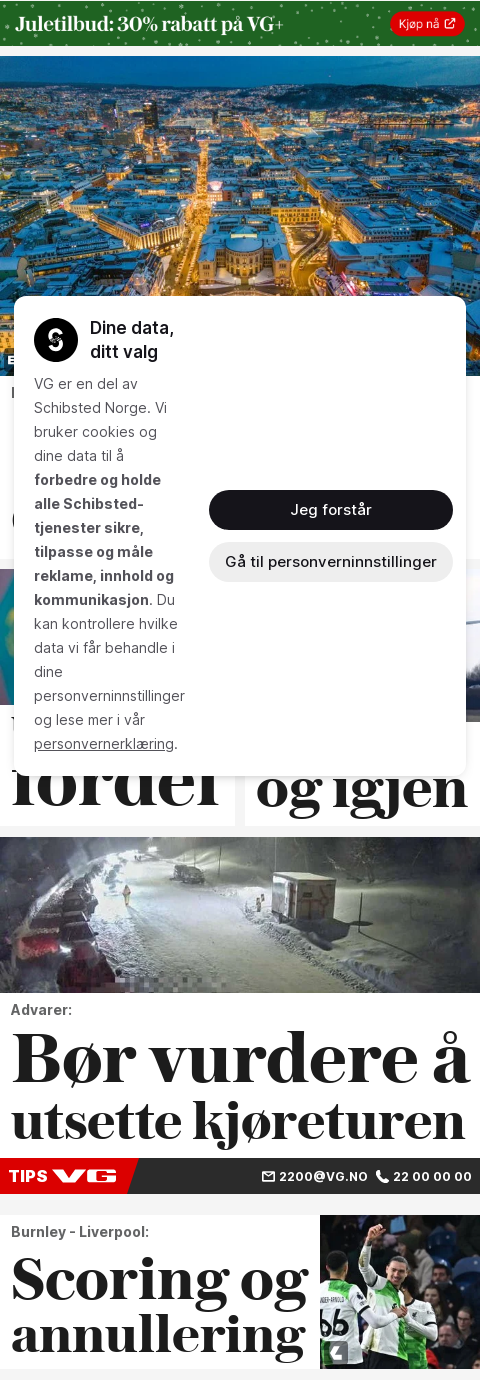 Juletilbud: 30% rabatt på VG+
Kjøp nå
Dine data,
ditt valg
VG er en del av
Schibsted Norge. Vi
bruker cookies og
dine data til å
forbedre og holde
alle Schibsted-
tjenester sikre,
tilpasse og måle
reklame, innhold og
kommunikasjon. Du
kan kontrollere hvilke
data vi får behandle i
dine
personverninnstillinger
og lese mer i vår
personvernerklæring.
Jeg forstår
Gå til personverninnstillinger
fordel
og igjen
Advarer:
Bør vurdere å
utsette kjøreturen
TIPS VG
2200@VG.NO
22 00 00 00
Burnley - Liverpool:
Scoring og
annullering
66